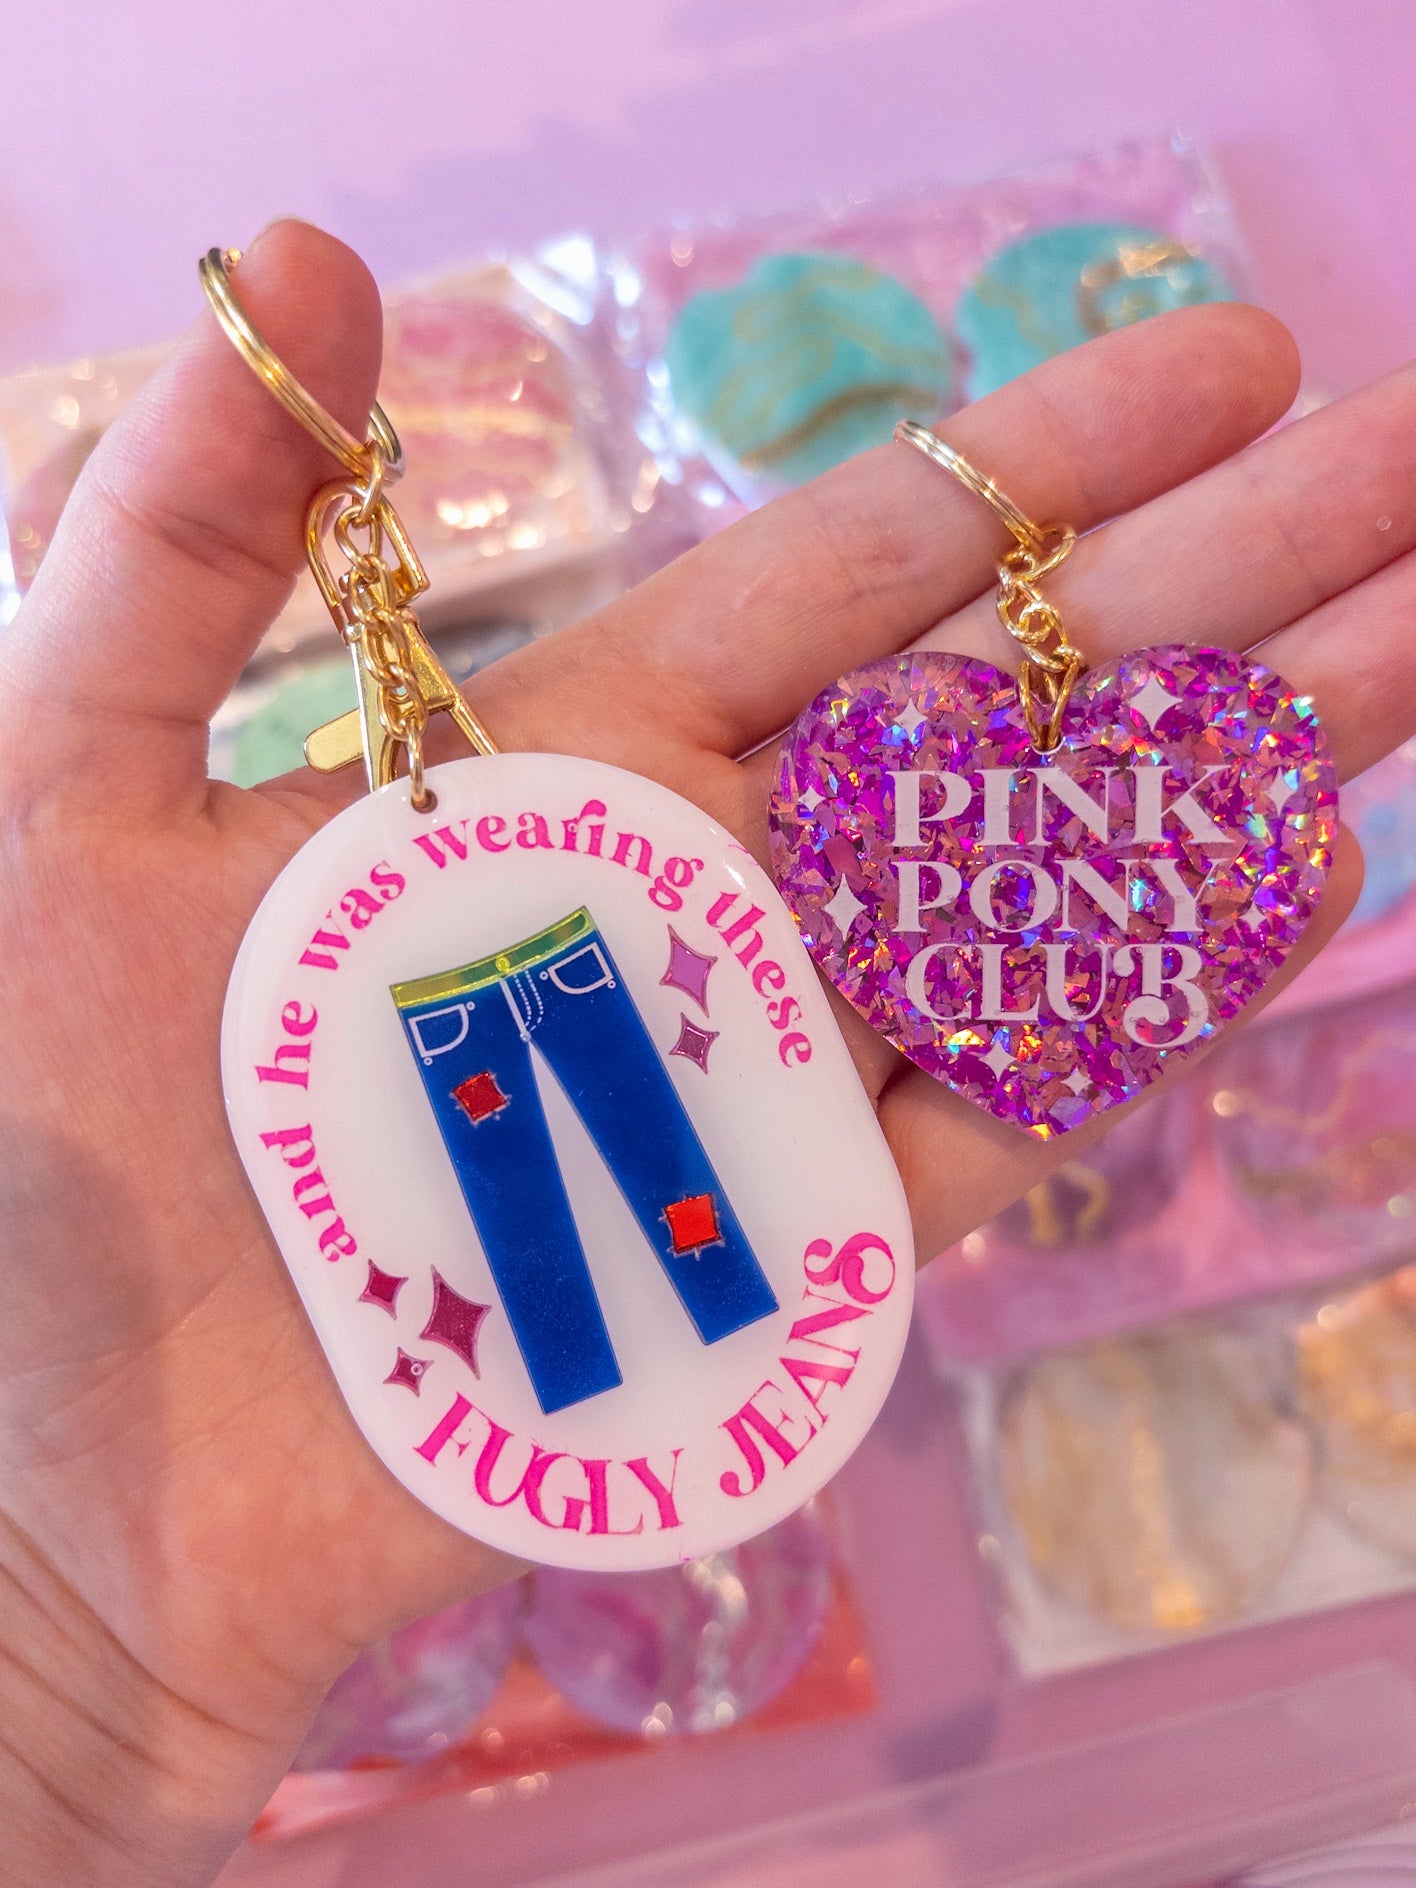 and he was wearing these
FUGLY JEANS
PINK
PONY
CLUB